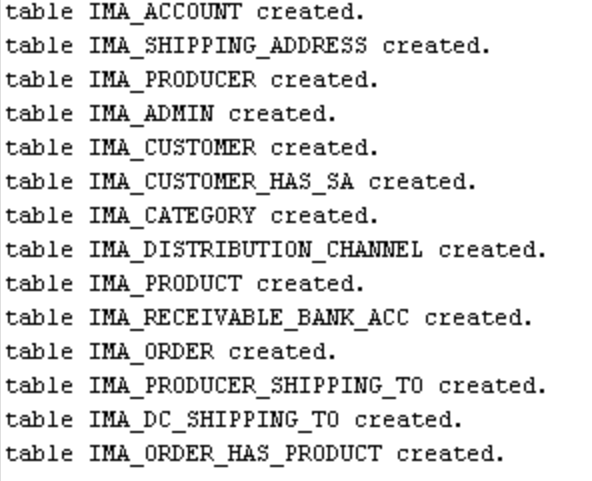 table IMA_ACCOUNT created.
table IMA_SHIPPING_ADDRESS created.
table IMA_PRODUCER created.
table IMA_ADMIN created.
table IMA_CUSTOMER created.
table IMA_CUSTOMER_HAS_SA created.
table IMA_CATEGORY created.
table IMA_DISTRIBUTION_CHANNEL created.
table IMA_PRODUCT created.
table IMA_RECEIVABLE_BANK_ACC created.
table IMA_ORDER created.
table IMA_PRODUCER_SHIPPING_TO created.
table IMA_DC_SHIPPING_TO created.
table IMA_ORDER_HAS_PRODUCT created.